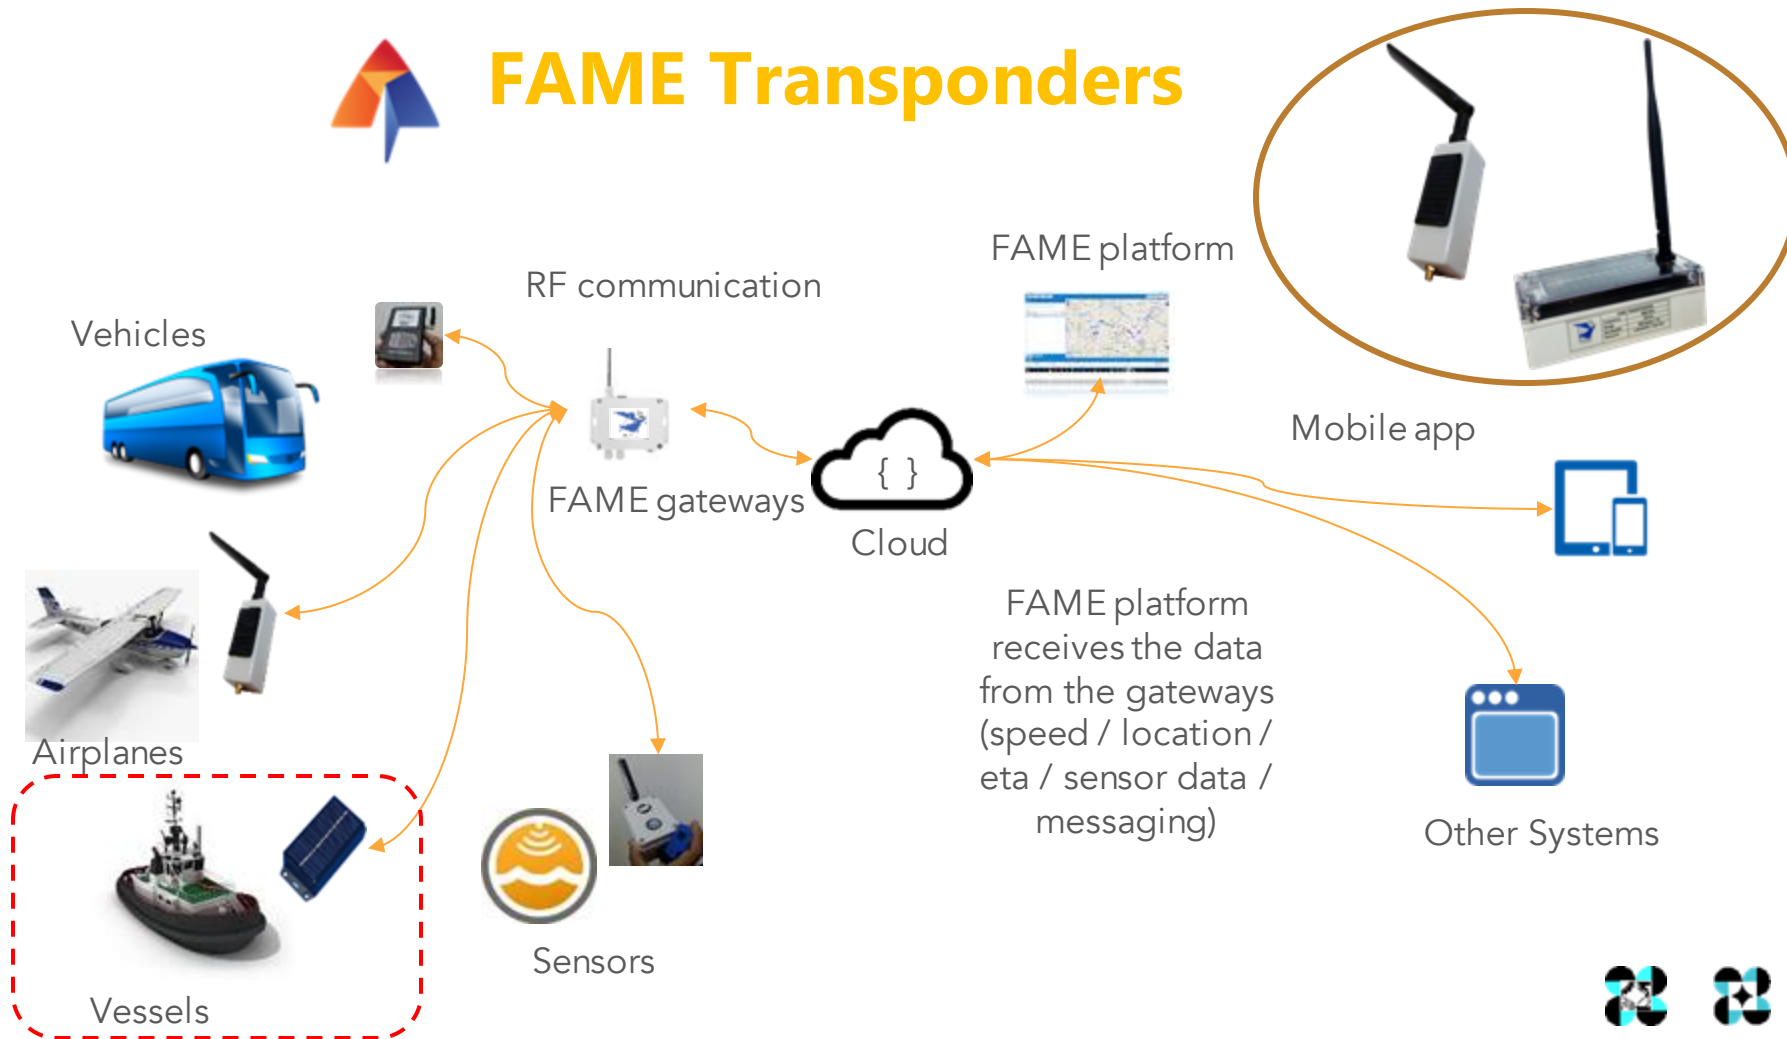 FAME Transponders
FAME platform
RF communication
Vehicles
Mobile app
FAME gateways
{ }
Cloud
FAME platform
receives the data
from the gateways
(speed / location /
eta / sensor data /
messaging)
Airplanes
Other Systems
Sensors
Vessels